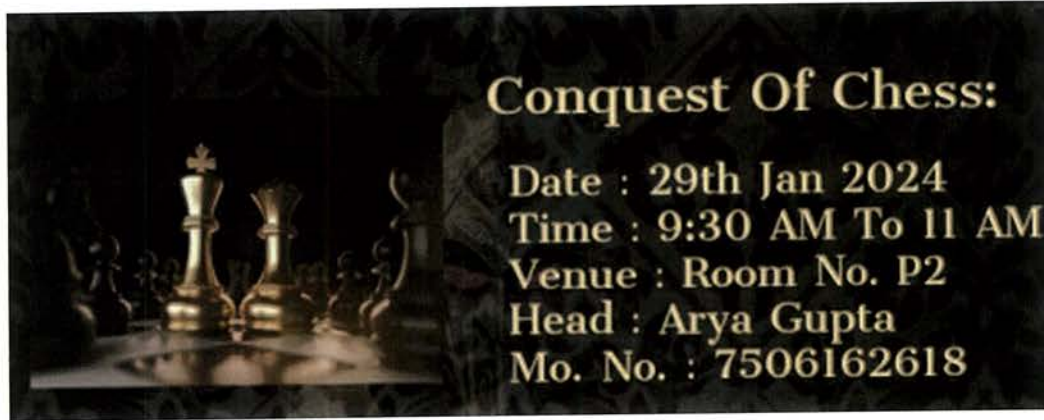 Conquest Of Chess:
Date : 29th Jan 2024
Time : 9:30 AM To 11 AM
Venue : Room No. P2
Head : Arya Gupta
Mo. No. : 7506162618